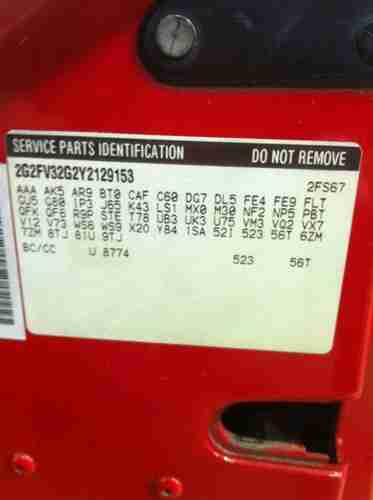 SERVICE PARTS IDENTIFICATION DO NOT REMOVE
2G2FV32G2Y2129153
AAA AK5 AR9 BT0 CAF C60 DG7 DL5 FE4 FE9 FLT 2FS67
GU5 G80 IP3 J65 K43 LS1 MX0 M30 NF2 NP5 PBT
QFK QF6 R9P STE T78 UB3 UK3 U75 VM3 VQ2 VX7
V12 V73 W56 W59 X20 Y84 1SA 52I 523 56T 6ZM
7ZM 8TJ 81U 9TJ
BC/CC U 8774 523 56T